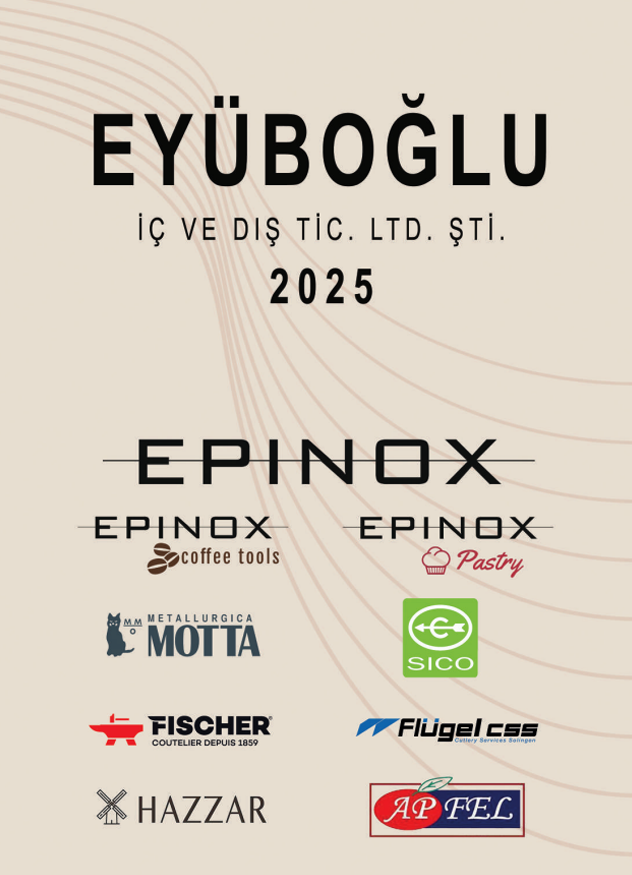 EYÜBOĞLU
İÇ VE DIŞ TİC. LTD. ŞTİ.
2025
EPINOX
EPINOX
coffee tools
EPINOX
Pastry
MM
METALLURGICA
MOTTA
SICO
FISCHER®
COUTELIER DEPUIS 1859
Flügel css
Cutlery Services Solingen
HAZZAR
APFEL